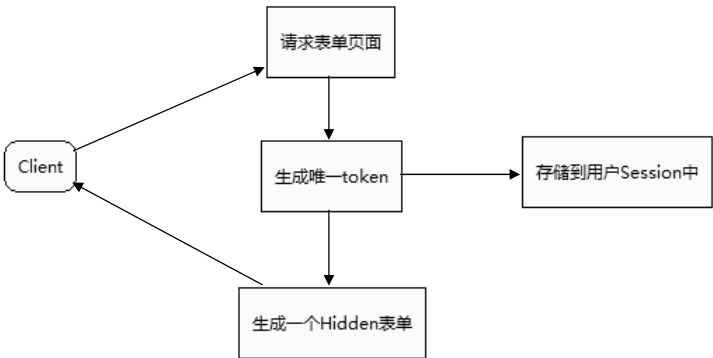 请求表单页面
Client
生成唯一token
存储到用户Session中
生成一个Hidden表单